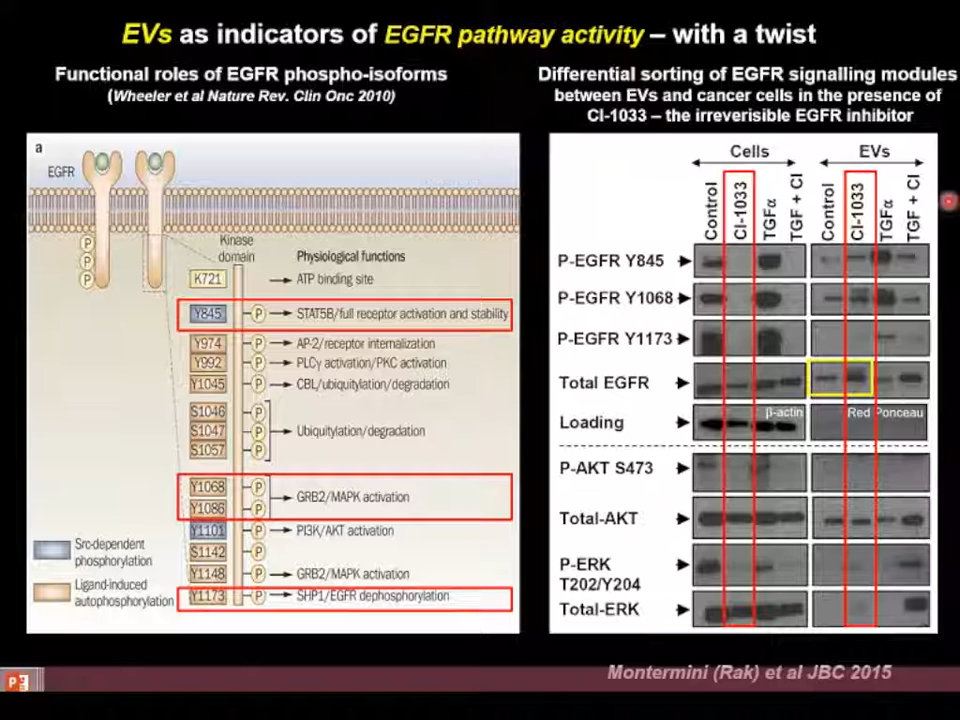 EVs as indicators of EGFR pathway activity – with a twist
Functional roles of EGFR phospho-isoforms
(Wheeler et al Nature Rev. Clin Onc 2010)
a
EGFR
P
P
P
Kinase
domain
Physiological functions
K721
ATP binding site
Y845
P
STAT5B/full receptor activation and stability
Y974
P
AP-2/receptor internalization
Y992
P
PLCγ activation/PKC activation
Y1045
P
CBL/ubiquitylation/degradation
S1046
P
S1047
P
Ubiquitylation/degradation
S1057
P
Y1068
P
GRB2/MAPK activation
Y1086
P
Y1101
P
PI3K/AKT activation
S1142
P
Y1148
P
GRB2/MAPK activation
Y1173
P
SHP1/EGFR dephosphorylation
Src-dependent
phosphorylation
Ligand-induced
autophosphorylation
Differential sorting of EGFR signalling modules
between EVs and cancer cells in the presence of
CI-1033 – the irreverisible EGFR inhibitor
Cells
EVs
Control
CI-1033
TGFα
TGF + CI
Control
CI-1033
TGFα
TGF + CI
P-EGFR Y845
P-EGFR Y1068
P-EGFR Y1173
Total EGFR
Loading
β-actin
Red Ponceau
P-AKT S473
Total-AKT
P-ERK
T202/Y204
Total-ERK
Montermini (Rak) et al JBC 2015
P